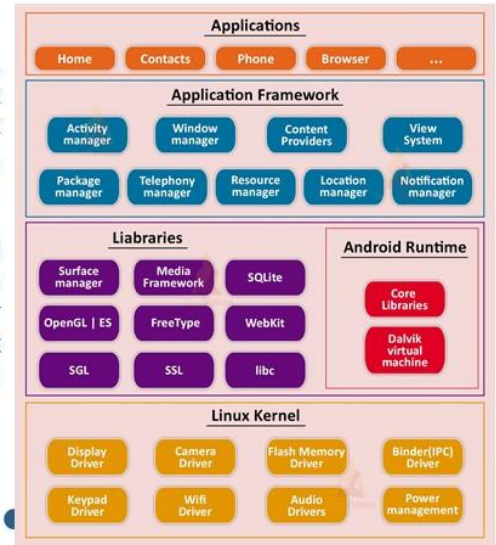 Applications
Home Contacts Phone Browser ...
Application Framework
Activity manager
Window manager
Content Providers
View System
Package manager
Telephony manager
Resource manager
Location manager
Notification manager
Liabraries
Surface manager
Media Framework
SQLite
OpenGL | ES
FreeType
WebKit
SGL
SSL
libc
Android Runtime
Core Libraries
Dalvik virtual machine
Linux Kernel
Display Driver
Camera Driver
Flash Memory Driver
Binder(IPC) Driver
Keypad Driver
Wifi Driver
Audio Drivers
Power management